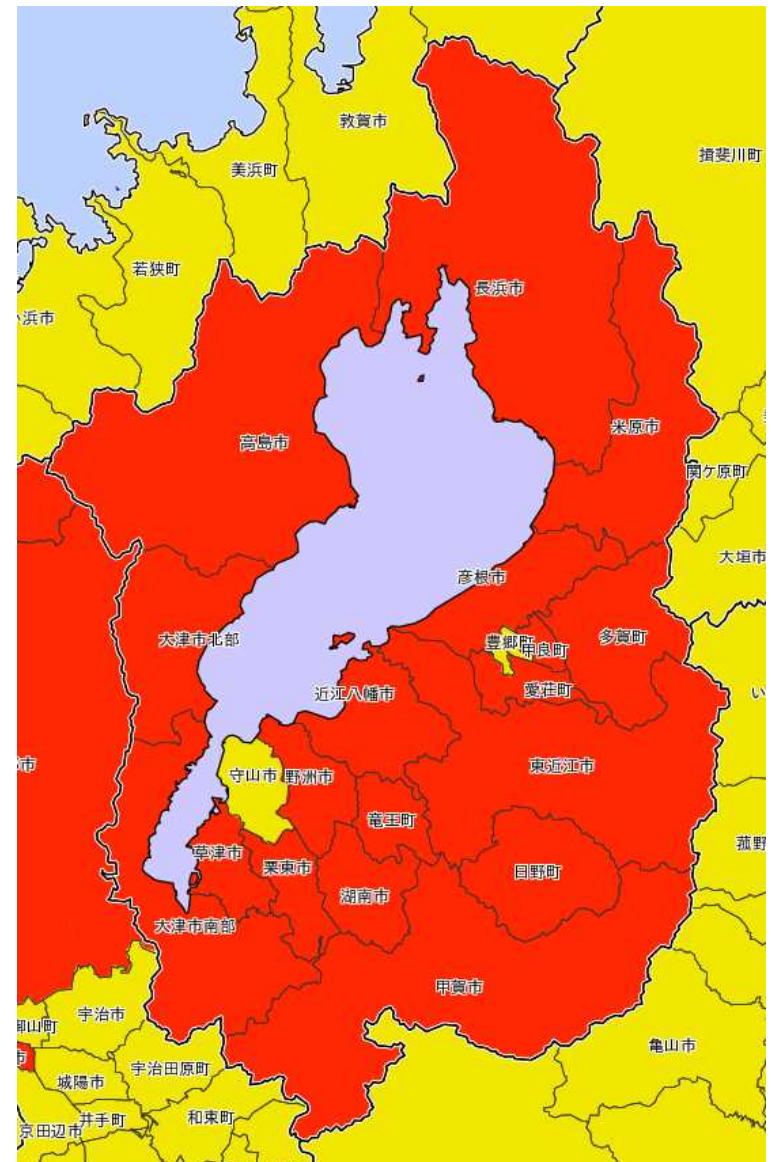 敦賀市
揖斐川町
美浜町
若狭町
長浜市
浜市
高島市
米原市
関ケ原町
大垣市
彦根市
大津市北部
豊郷町
甲良町
多賀町
愛荘町
近江八幡市
い
東近江市
市
守山市
野洲市
竜王町
菰野
草津市
栗東市
日野町
湖南市
大津市南部
甲賀市
宇治市
御山町
亀山市
市
城陽市
宇治田原町
京田辺市
井手町
和束町